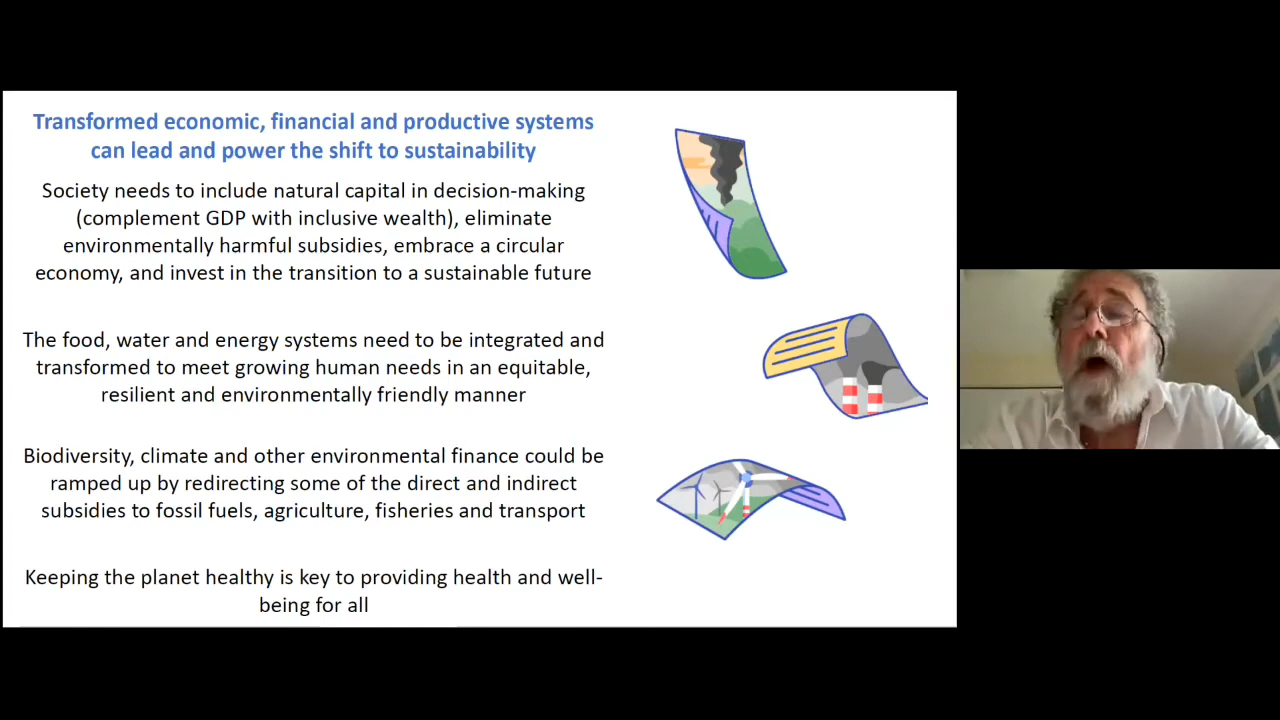 Transformed economic, financial and productive systems
can lead and power the shift to sustainability
Society needs to include natural capital in decision-making
(complement GDP with inclusive wealth), eliminate
environmentally harmful subsidies, embrace a circular
economy, and invest in the transition to a sustainable future
The food, water and energy systems need to be integrated and
transformed to meet growing human needs in an equitable,
resilient and environmentally friendly manner
Biodiversity, climate and other environmental finance could be
ramped up by redirecting some of the direct and indirect
subsidies to fossil fuels, agriculture, fisheries and transport
Keeping the planet healthy is key to providing health and well-
being for all